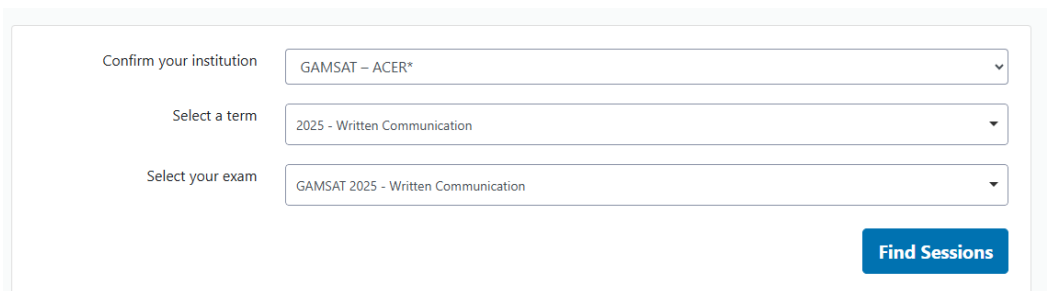 Confirm your institution
GAMSAT – ACER*
Select a term
2025 - Written Communication
Select your exam
GAMSAT 2025 - Written Communication
Find Sessions